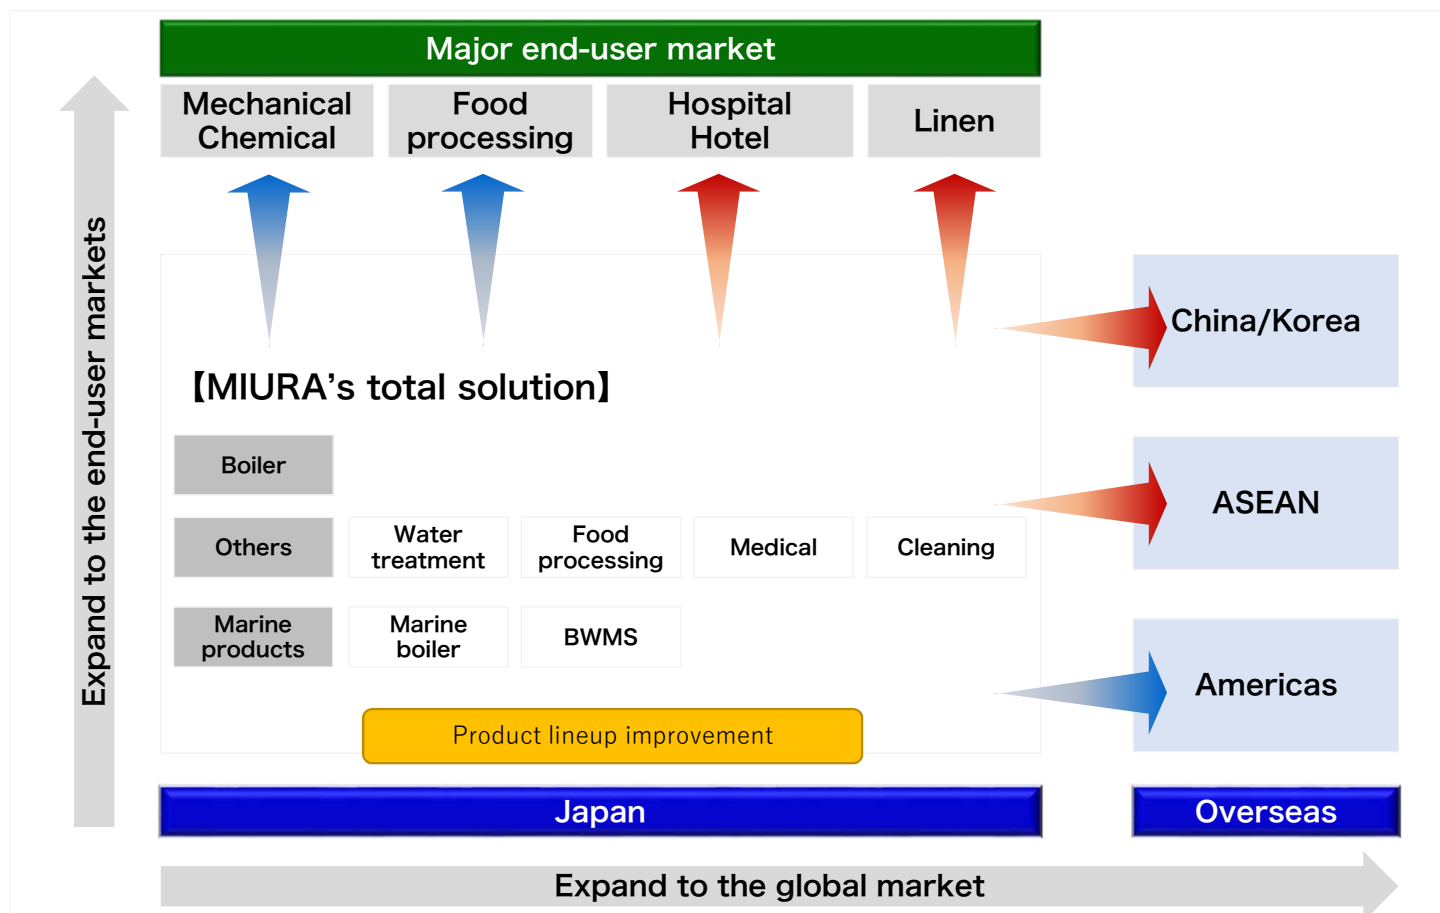 Major end-user market
Mechanical
Chemical
Food
processing
Hospital
Hotel
Linen
Expand to the end-user markets
China/Korea
【MIURA’s total solution】
Boiler
ASEAN
Others
Water
treatment
Food
processing
Medical
Cleaning
Marine
products
Marine
boiler
BWMS
Americas
Product lineup improvement
Japan
Overseas
Expand to the global market